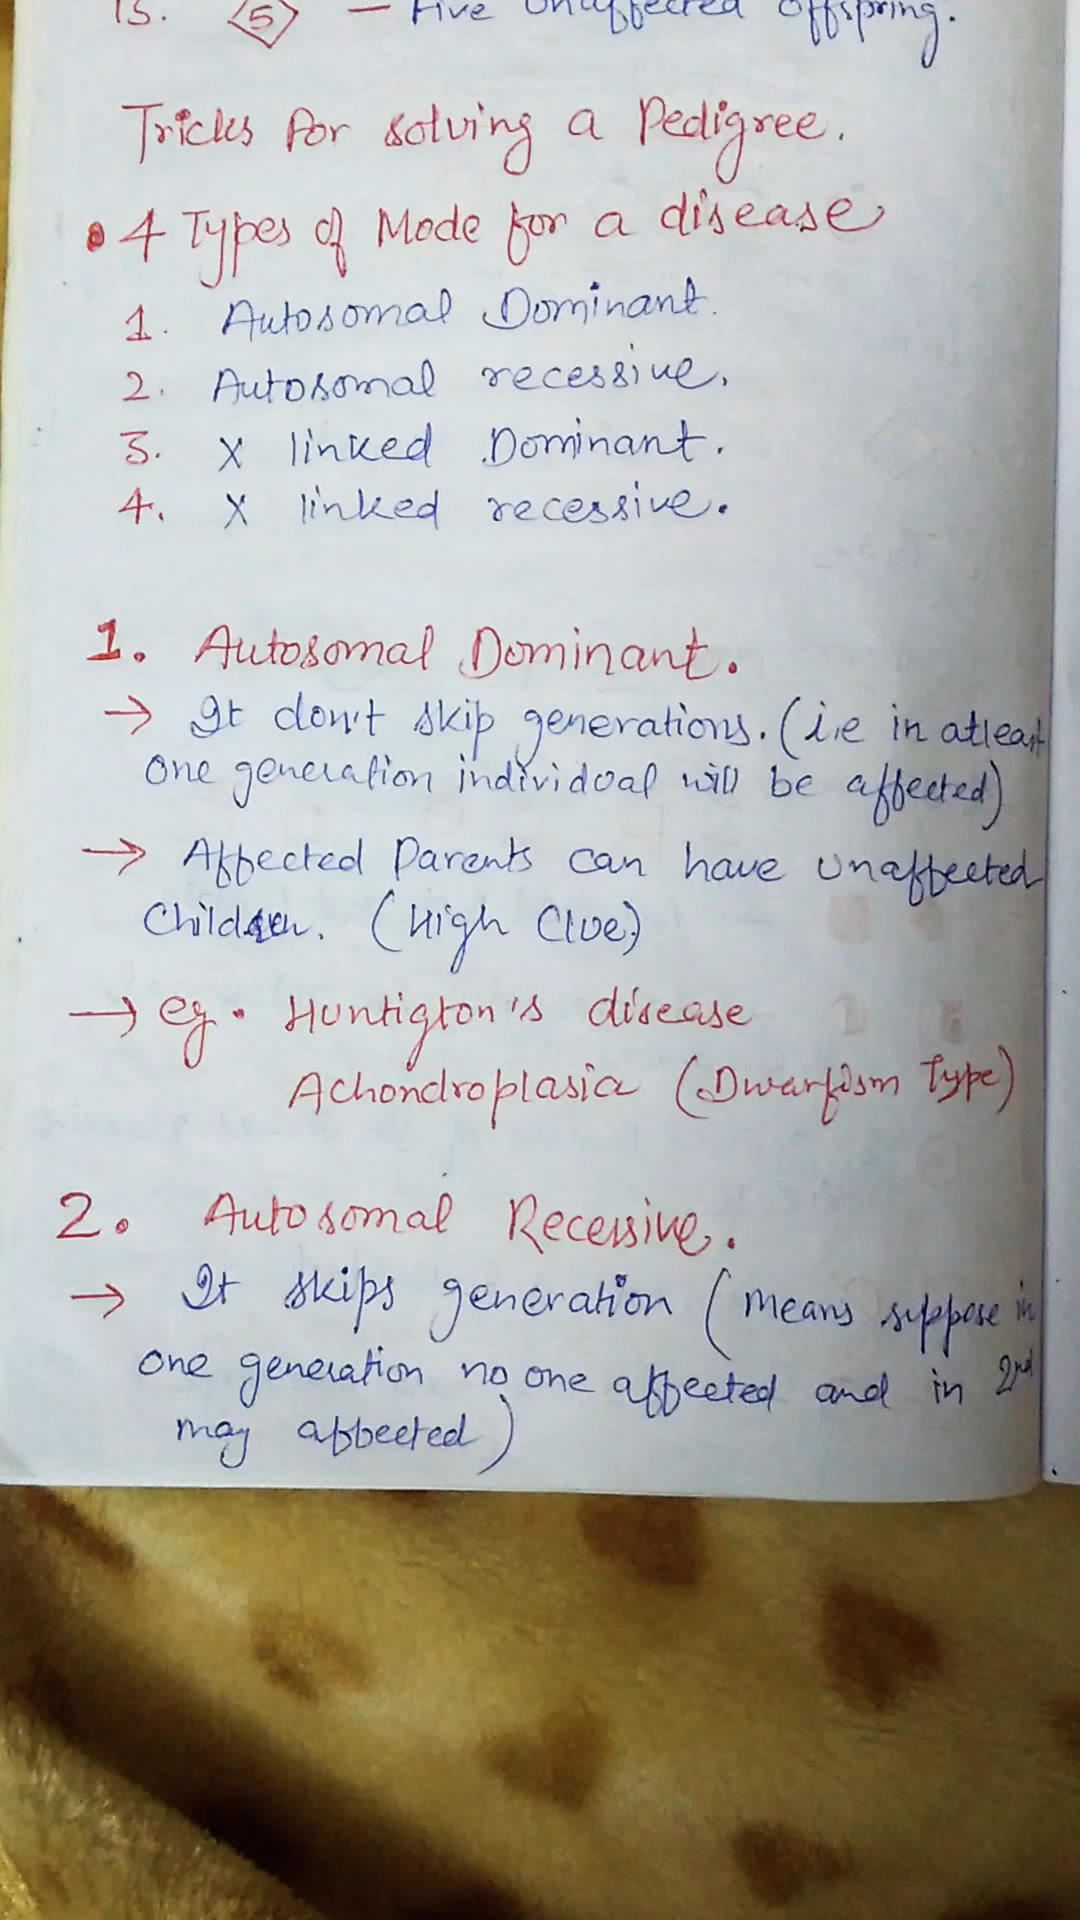 15. 5 — Five Unaffected Offspring.
Tricks for solving a Pedigree.
• 4 Types of Mode for a disease
1. Autosomal Dominant.
2. Autosomal recessive.
3. X linked Dominant.
4. X linked recessive.
1. Autosomal Dominant.
→ It don't skip generations. (i.e in atleast
one generation individual will be affected)
→ Affected Parents can have unaffected
Children. (High Clue)
→ eg. Huntigton's disease
Achondroplasia (Dwarfism Type)
2. Autosomal Recessive.
→ It skips generation (means suppose in
one generation no one affected and in 2nd
may affected)